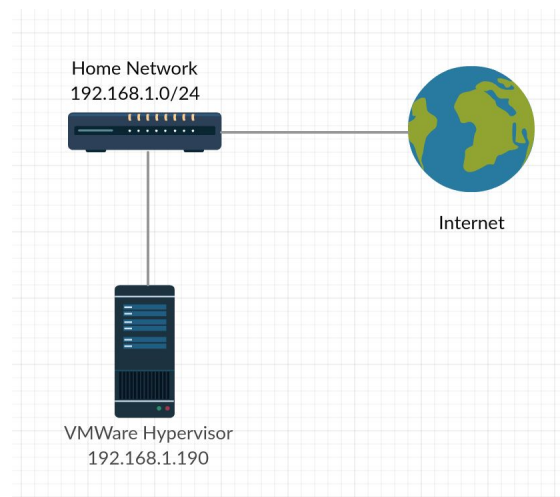 Home Network
192.168.1.0/24
Internet
VMWare Hypervisor
192.168.1.190